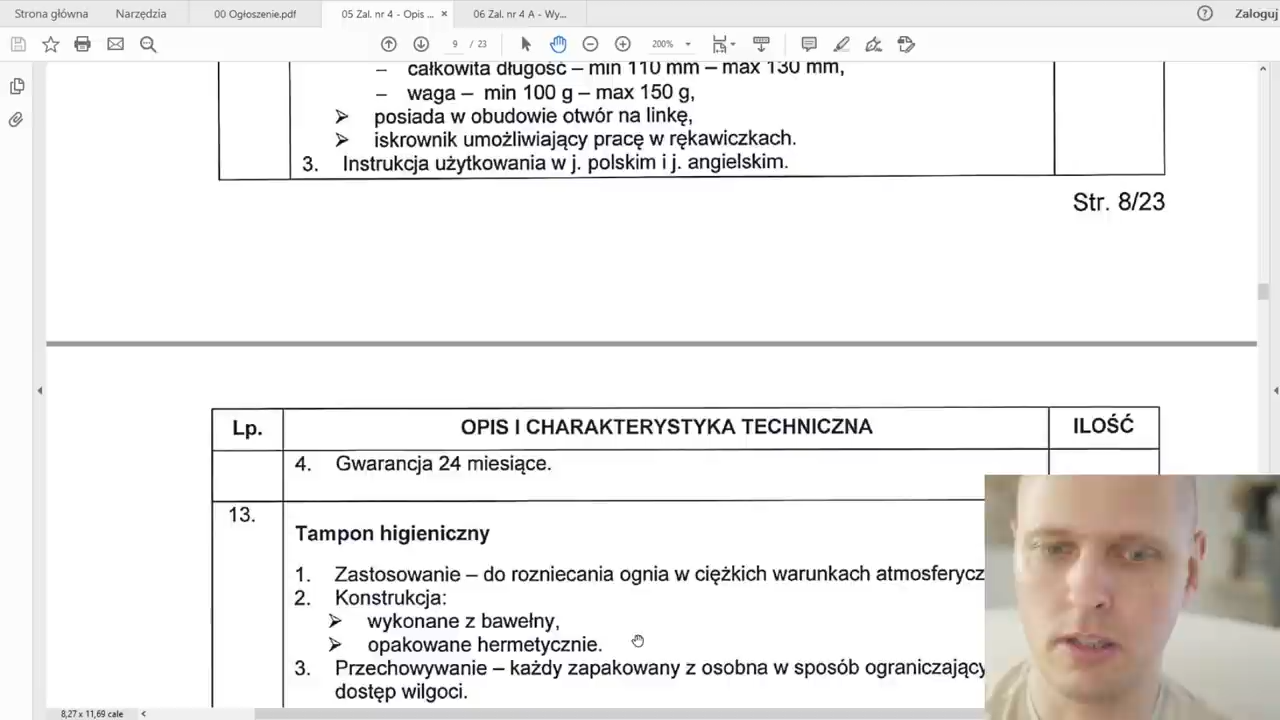 Strona główna Narzędzia 00 Ogłoszenie.pdf 05 Zal. nr 4 - Opis ... × 06 Zal. nr 4 A - Wy... Zaloguj
9 / 23 200%
– całkowita długość – min 110 mm – max 130 mm,
– waga – min 100 g – max 150 g,
➢ posiada w obudowie otwór na linkę,
➢ iskrownik umożliwiający pracę w rękawiczkach.
3. Instrukcja użytkowania w j. polskim i j. angielskim.
Str. 8/23
Lp. OPIS I CHARAKTERYSTYKA TECHNICZNA ILOŚĆ
4. Gwarancja 24 miesiące.
13.
Tampon higieniczny
1. Zastosowanie – do rozniecania ognia w ciężkich warunkach atmosferycz
2. Konstrukcja:
➢ wykonane z bawełny,
➢ opakowane hermetycznie.
3. Przechowywanie – każdy zapakowany z osobna w sposób ograniczający
dostęp wilgoci.
8,27 x 11,69 cale